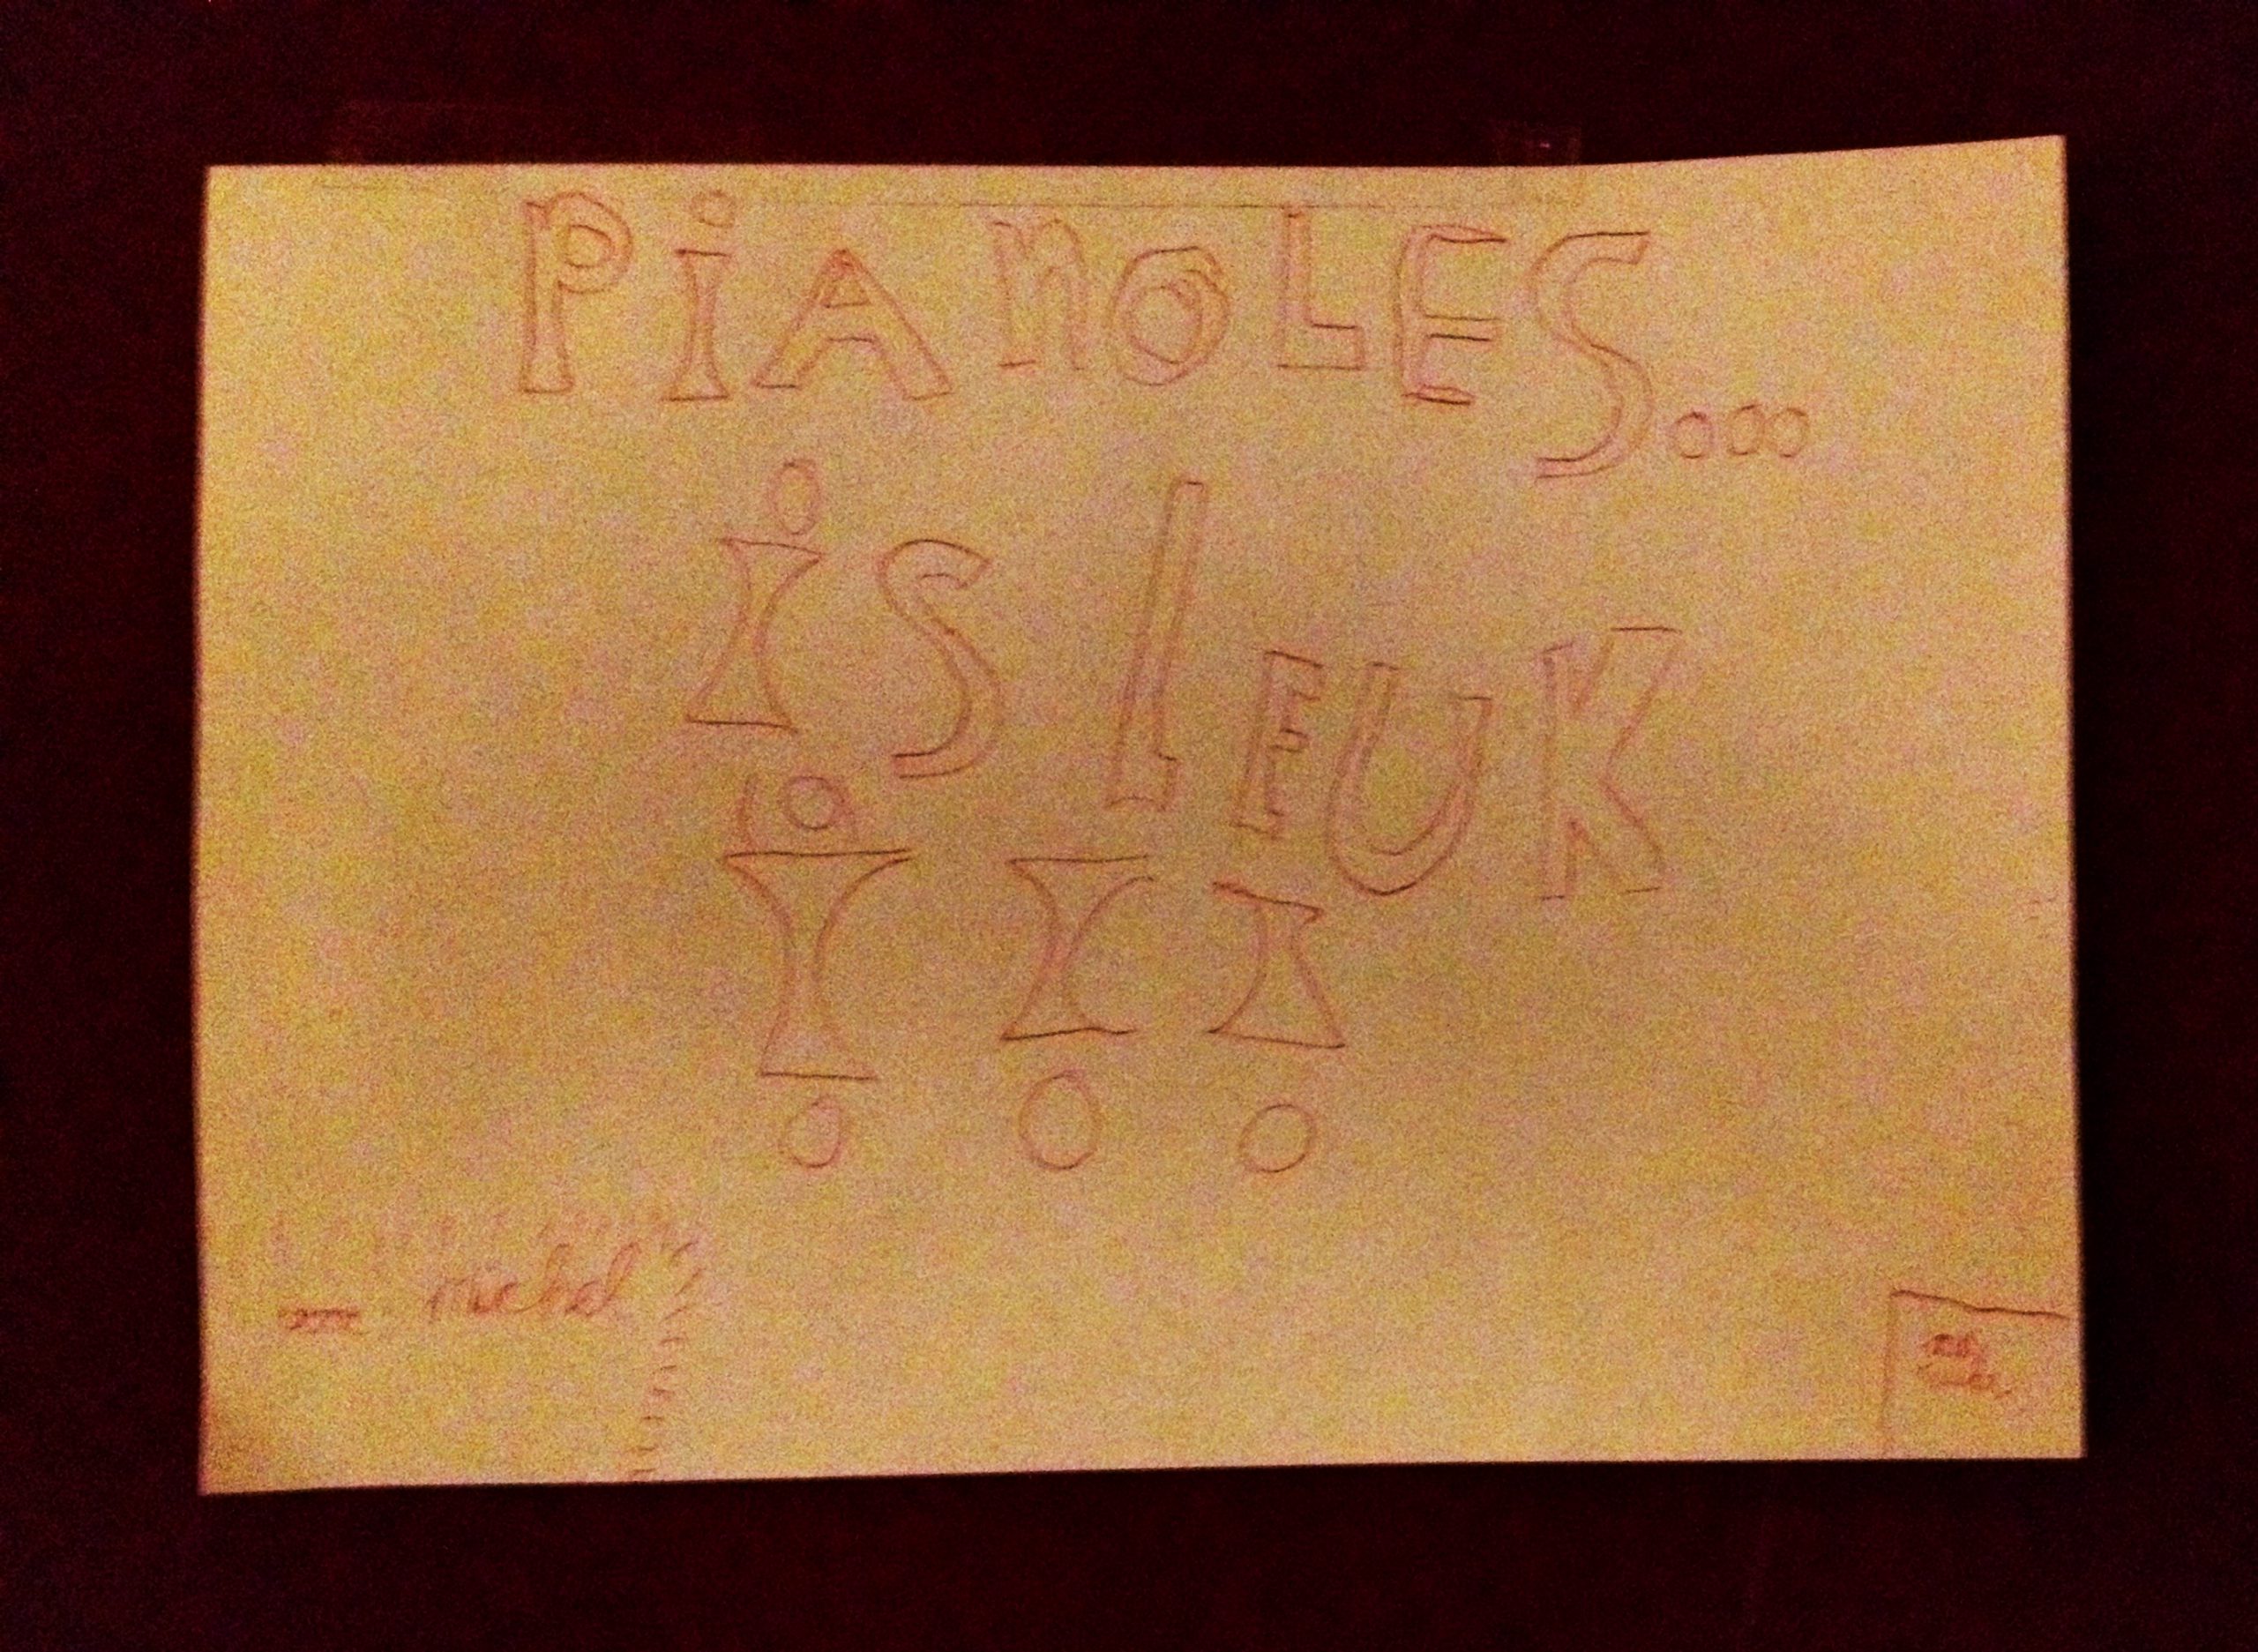 PiAnOLES...
is lEUK
!!!
michel